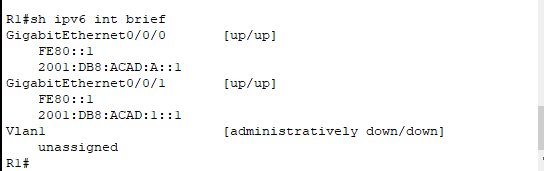 R1#sh ipv6 int brief
GigabitEthernet0/0/0 [up/up]
FE80::1
2001:DB8:ACAD:A::1
GigabitEthernet0/0/1 [up/up]
FE80::1
2001:DB8:ACAD:1::1
Vlan1 [administratively down/down]
unassigned
R1#